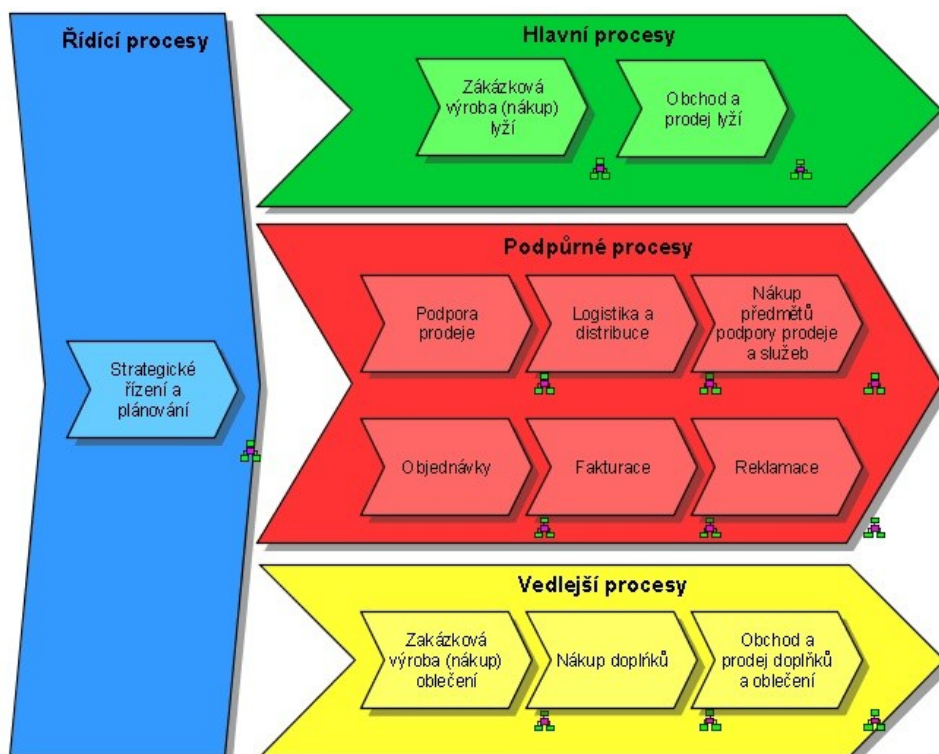 Řídící procesy
Strategické
řízení a
plánování
Hlavní procesy
Zákázková
výroba (nákup)
lyží
Obchod a
prodej lyží
Podpůrné procesy
Podpora
prodeje
Logistika a
distribuce
Nákup
předmětů
podpory prodeje
a služeb
Objednávky
Fakturace
Reklamace
Vedlejší procesy
Zakázková
výroba (nákup)
oblečení
Nákup doplňků
Obchod a
prodej doplňků
a oblečení